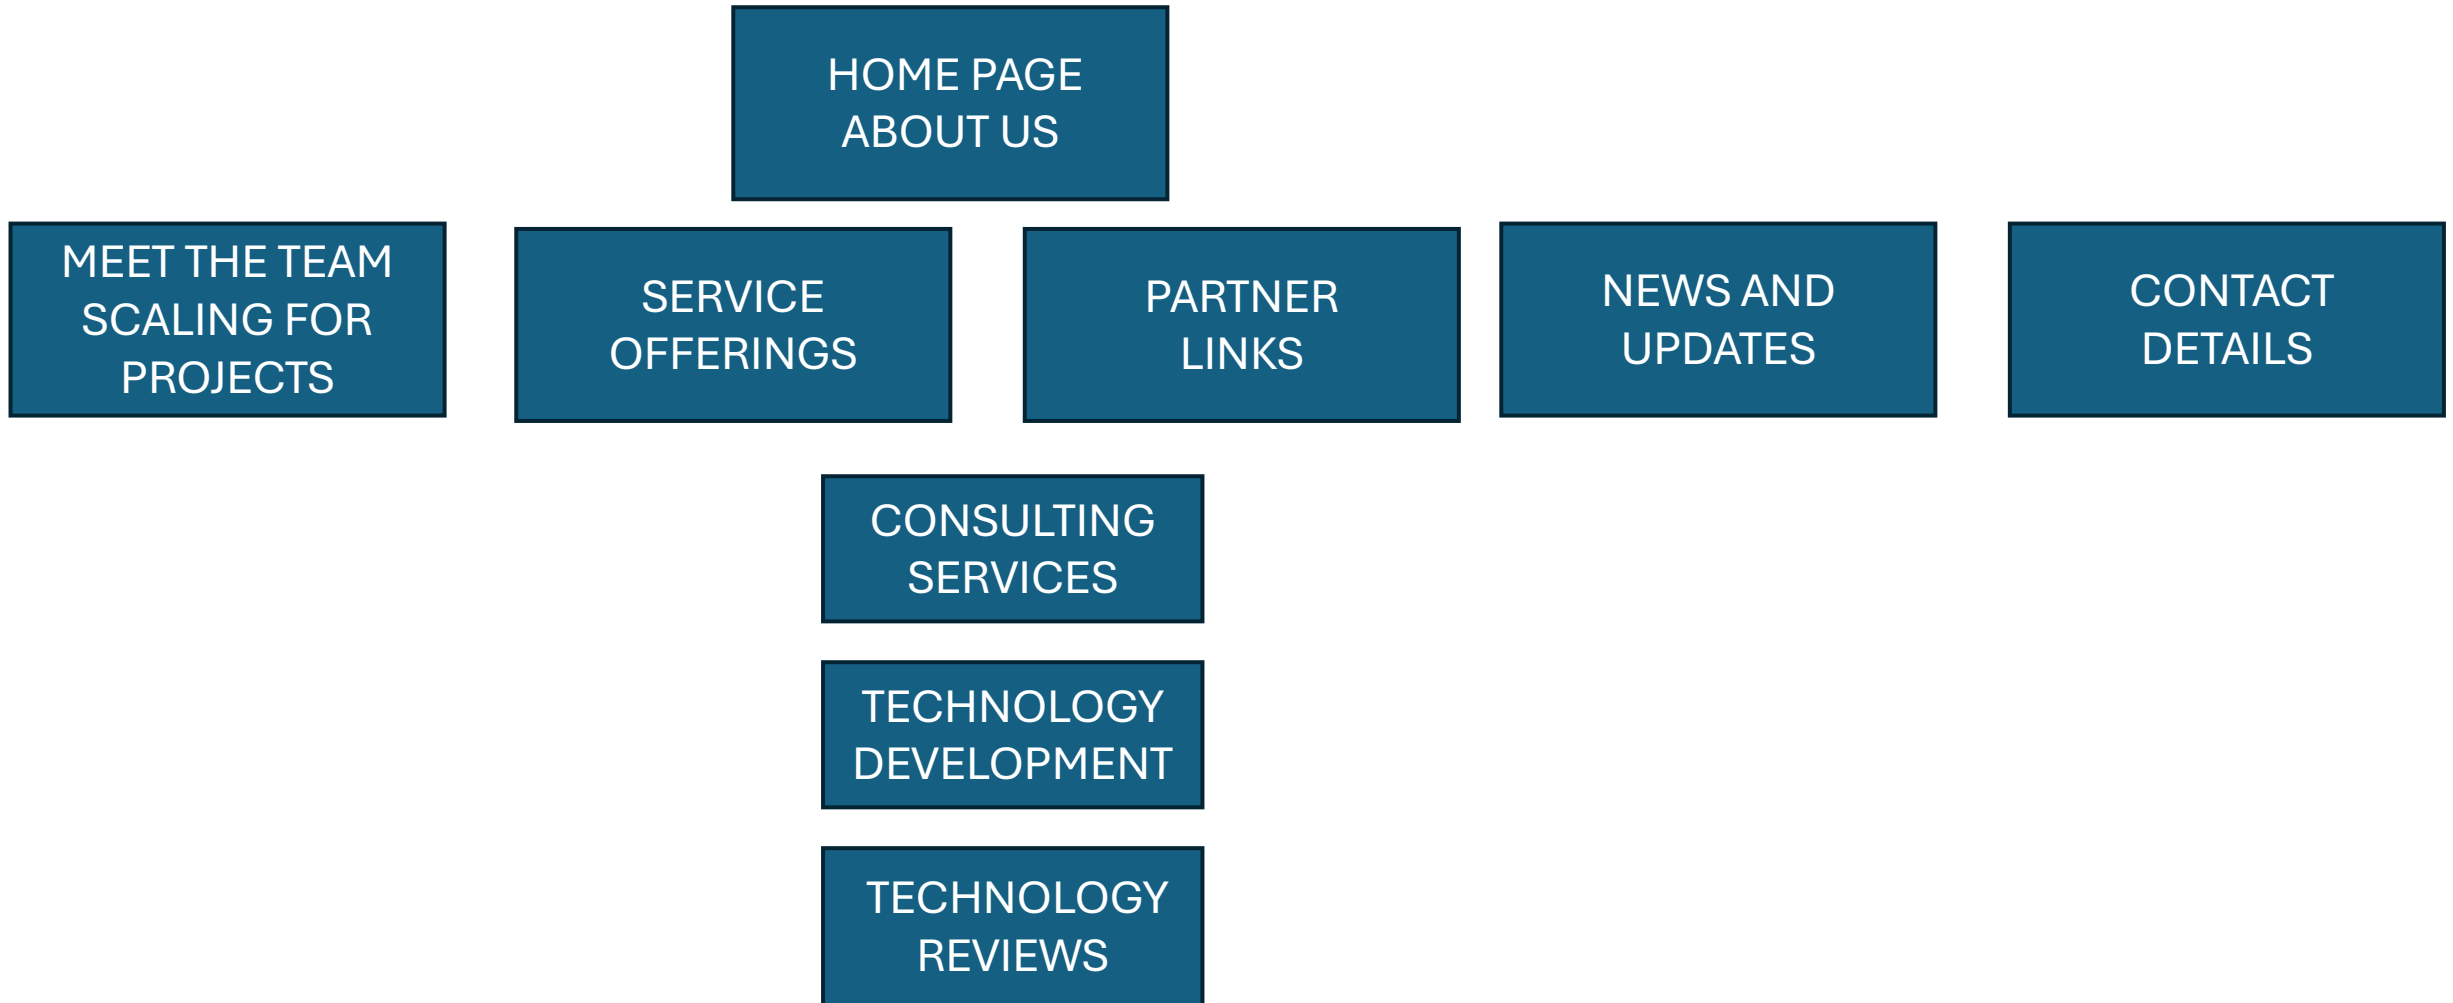 HOME PAGE
ABOUT US
MEET THE TEAM
SCALING FOR
PROJECTS
SERVICE
OFFERINGS
PARTNER
LINKS
NEWS AND
UPDATES
CONTACT
DETAILS
CONSULTING
SERVICES
TECHNOLOGY
DEVELOPMENT
TECHNOLOGY
REVIEWS